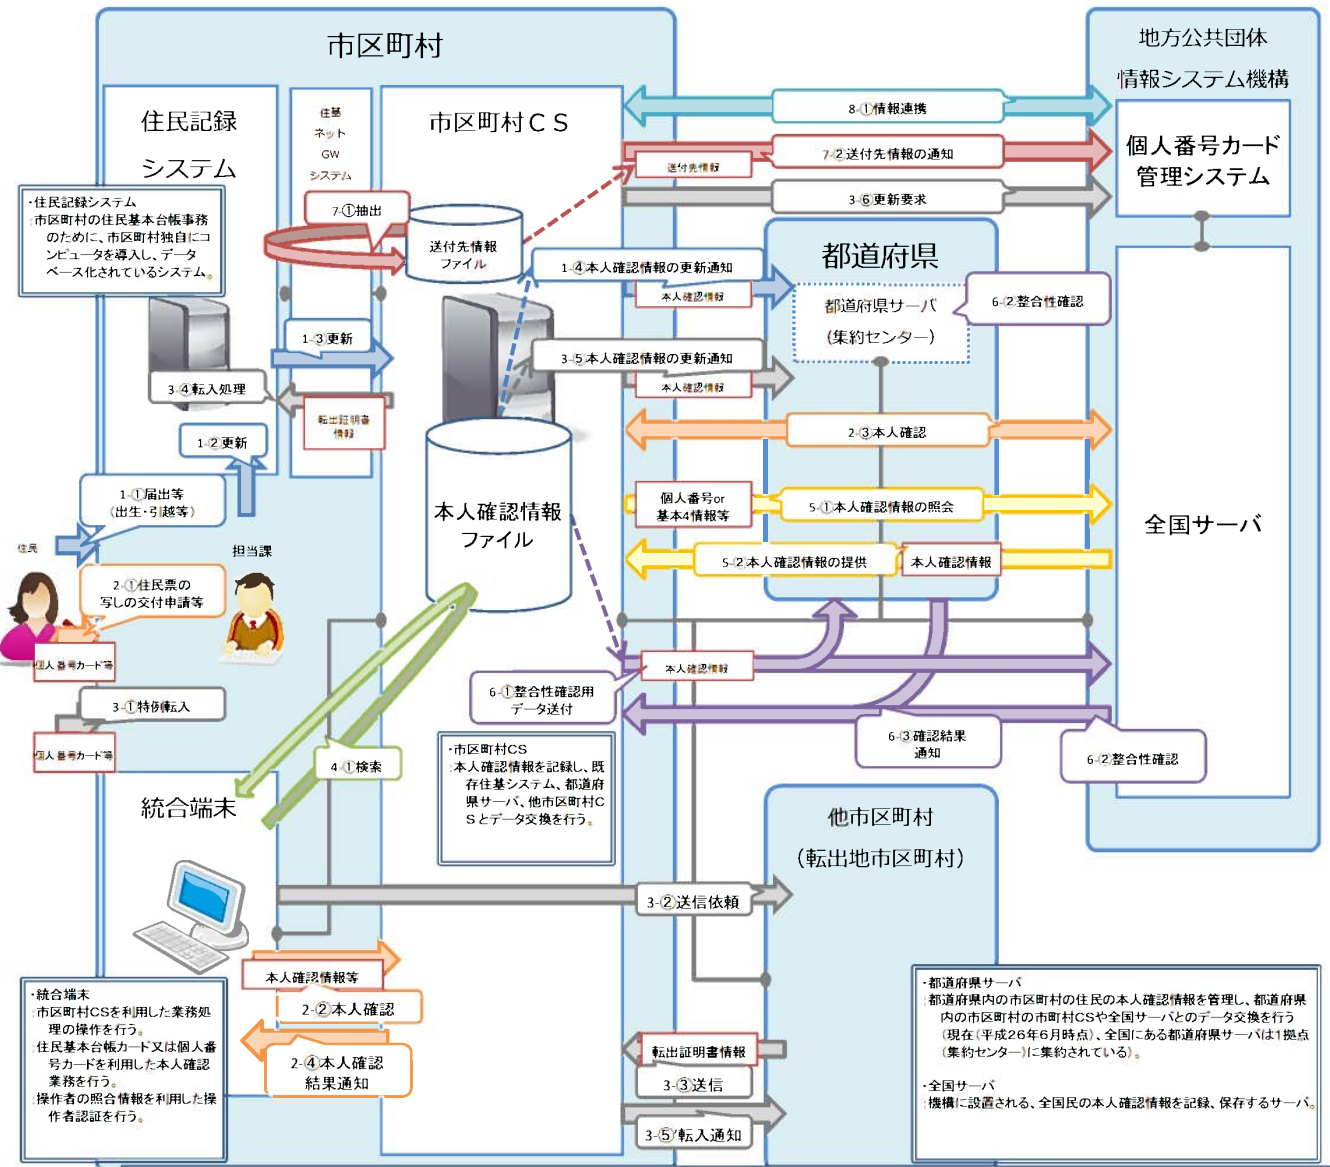 市区町村
地方公共団体
情報システム機構
住民記録
システム
住基
ネット
GW
システム
市区町村CS
8-①情報連携
7-②送付先情報の通知
送付先情報
3-⑥更新要求
個人番号カード
管理システム
・住民記録システム
:市区町村の住民基本台帳事務
のために、市区町村独自にコ
ンピュータを導入し、データ
ベース化されているシステム。
7-①抽出
送付先情報
ファイル
1-④本人確認情報の更新通知
本人確認情報
都道府県
都道府県サーバ
(集約センター)
6-②整合性確認
1-③更新
3-⑤本人確認情報の更新通知
本人確認情報
3-④転入処理
転出証明書
情報
1-②更新
2-③本人確認
1-①届出等
(出生・引越等)
本人確認情報
ファイル
個人番号or
基本4情報等
5-①本人確認情報の照会
全国サーバ
住民
担当課
5-②本人確認情報の提供
本人確認情報
2-①住民票の
写しの交付申請等
個人番号カード等
本人確認情報
6-①整合性確認用
データ送付
3-①特例転入
個人番号カード等
6-③確認結果
通知
6-②整合性確認
4-①検索
・市区町村CS
:本人確認情報を記録し、既
存住基システム、都道府
県サーバ、他市区町村C
Sとデータ交換を行う。
統合端末
他市区町村
(転出地市区町村)
3-②送信依頼
本人確認情報等
2-②本人確認
2-④本人確認
結果通知
・統合端末
:市区町村CSを利用した業務処
理の操作を行う。
:住民基本台帳カード又は個人番
号カードを利用した本人確認
業務を行う。
:操作者の照合情報を利用した操
作者認証を行う。
転出証明書情報
3-③送信
3-⑤'転入通知
・都道府県サーバ
:都道府県内の市区町村の住民の本人確認情報を管理し、都道府県
内の市区町村の市町村CSや全国サーバとのデータ交換を行う
(現在(平成26年6月時点)、全国にある都道府県サーバは1拠点
(集約センター)に集約されている)。
・全国サーバ
:機構に設置される、全国民の本人確認情報を記録、保存するサーバ。